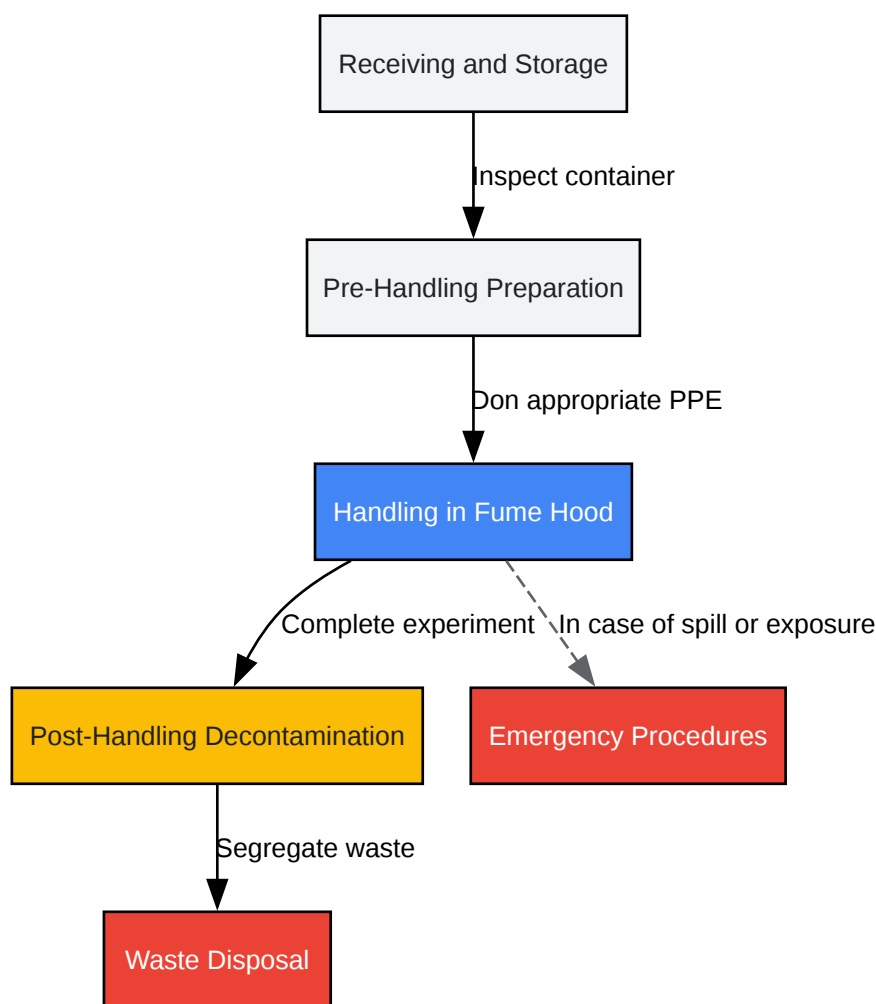 Receiving and Storage
Inspect container
Pre-Handling Preparation
Don appropriate PPE
Handling in Fume Hood
Complete experiment
In case of spill or exposure
Post-Handling Decontamination
Emergency Procedures
Segregate waste
Waste Disposal